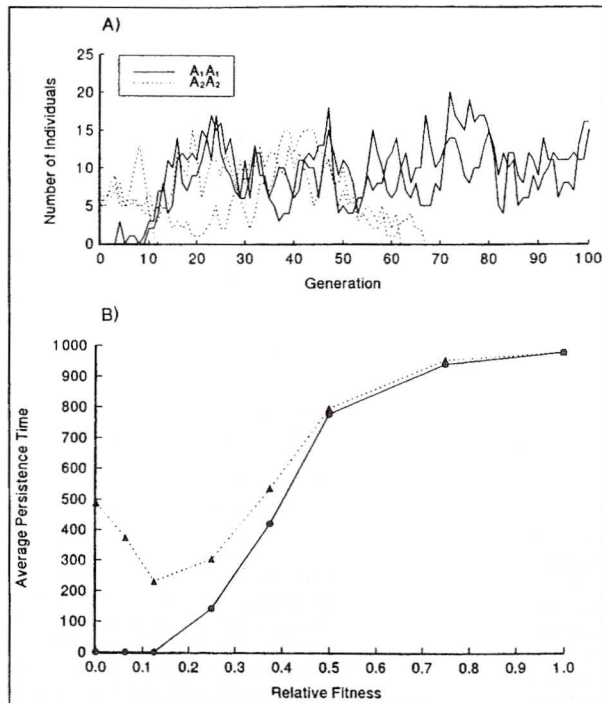 A)
Number of Individuals
25
20
15
10
5
0
A₁A₁
A₂A₂
0 10 20 30 40 50 60 70 80 90 100
Generation
B)
Average Persistence Time
1 000
900
800
700
600
500
400
300
200
100
0
0.0 0.1 0.2 0.3 0.4 0.5 0.6 0.7 0.8 0.9 1.0
Relative Fitness